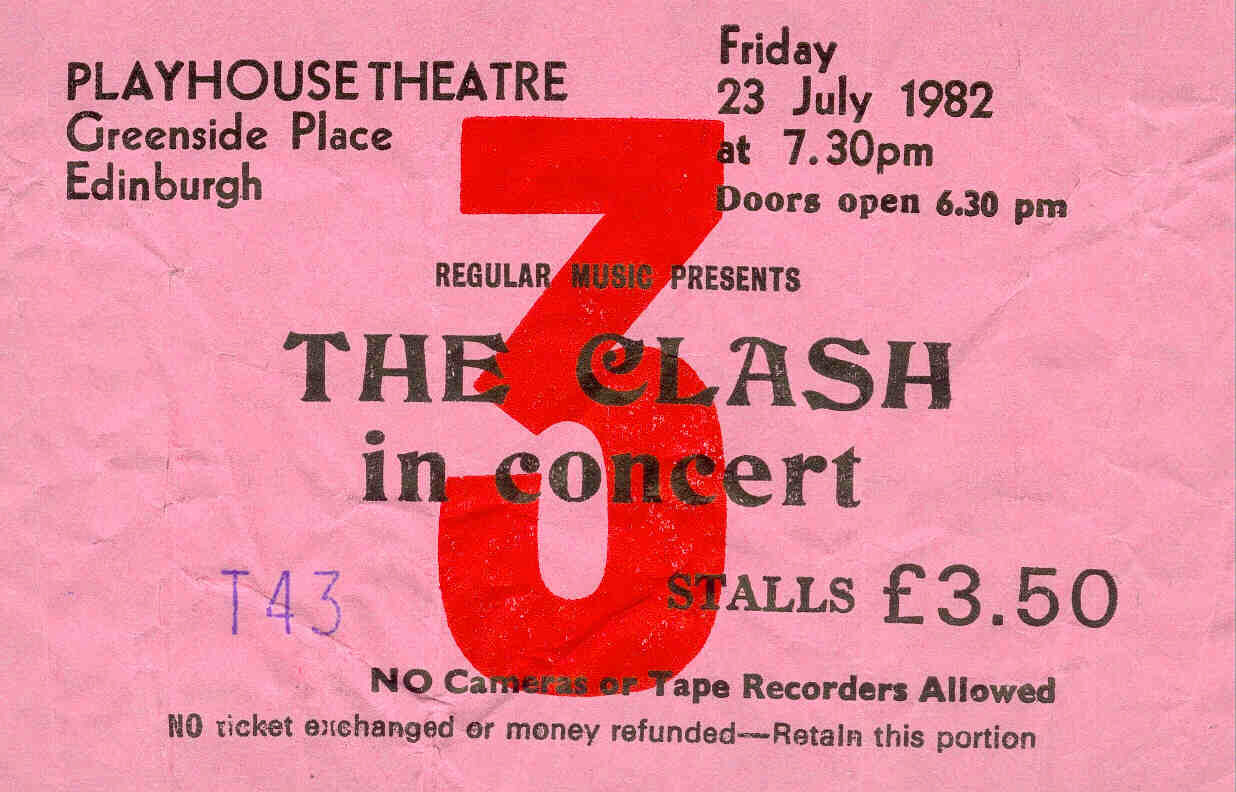 PLAYHOUSE THEATRE
Greenside Place
Edinburgh
Friday
23 July 1982
at 7.30pm
Doors open 6.30 pm
3
REGULAR MUSIC PRESENTS
THE CLASH
in concert
T43
STALLS £3.50
NO Cameras or Tape Recorders Allowed
NO ticket exchanged or money refunded—Retain this portion